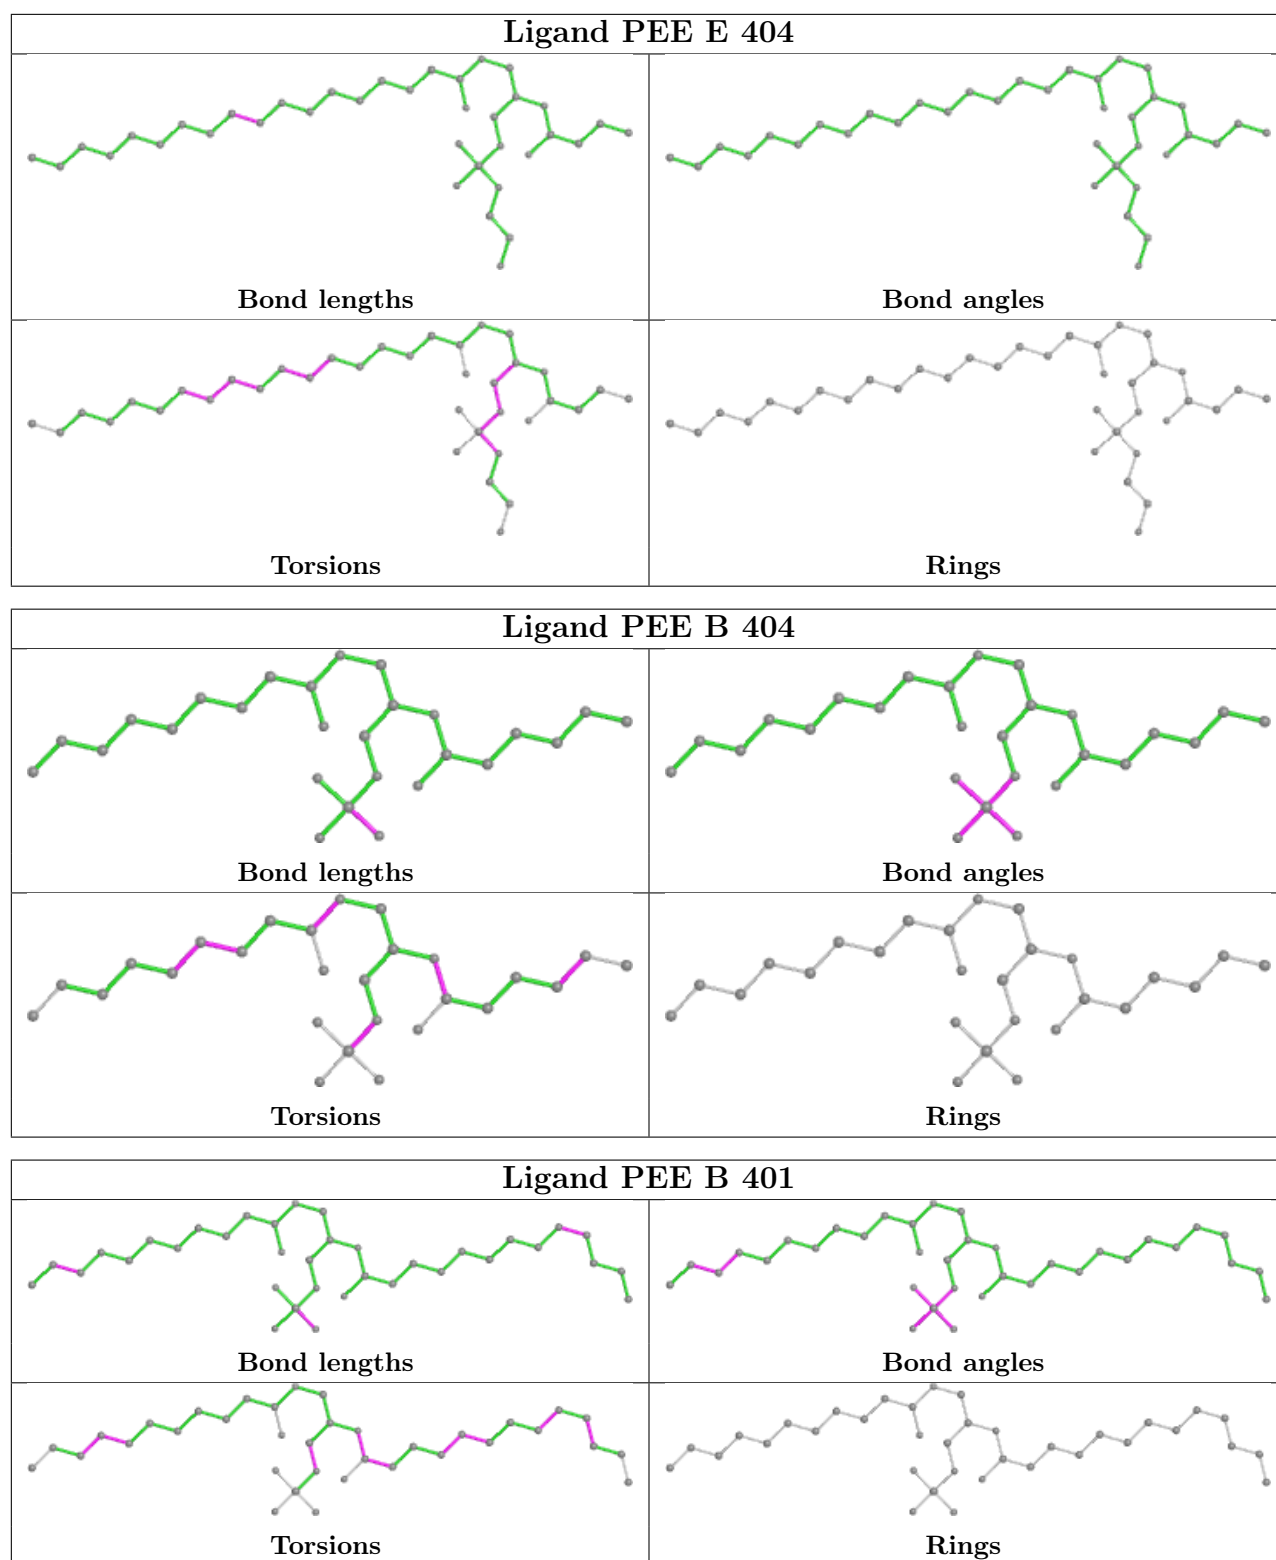 Ligand PEE E 404
Bond lengths
Bond angles
Torsions
Rings
Ligand PEE B 404
Bond lengths
Bond angles
Torsions
Rings
Ligand PEE B 401
Bond lengths
Bond angles
Torsions
Rings